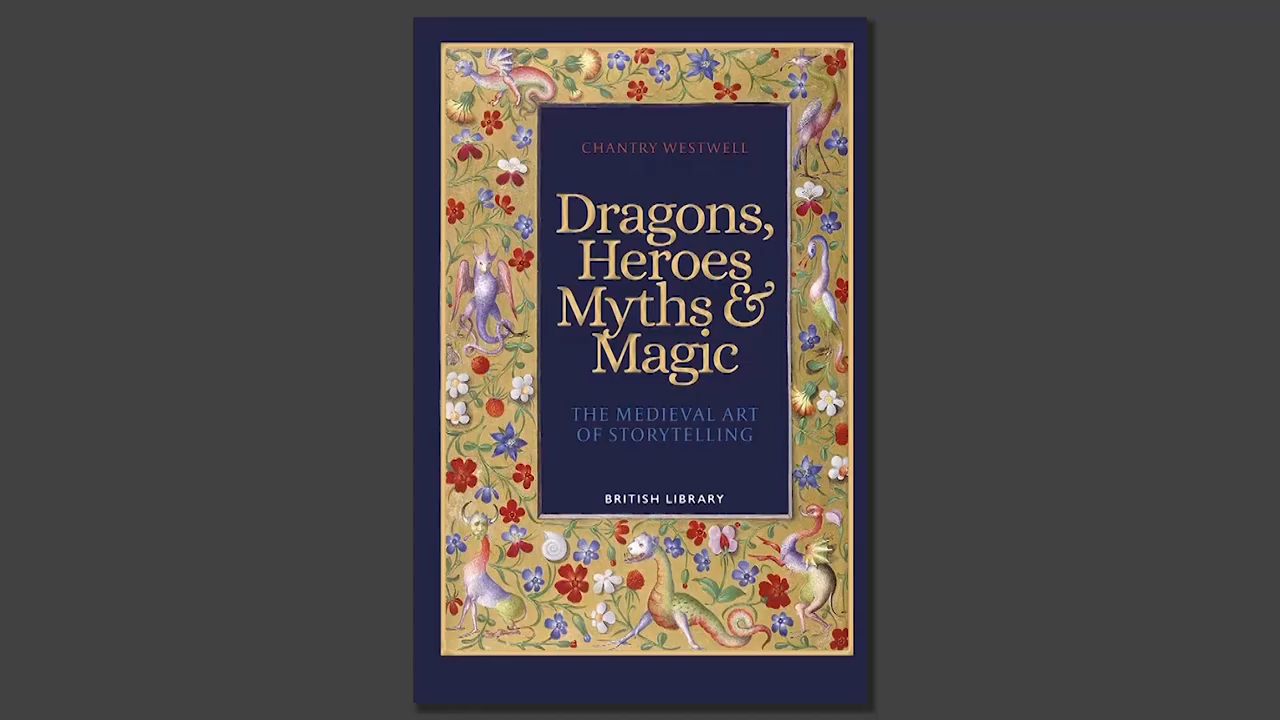 CHANTRY WESTWELL
Dragons,
Heroes
Myths &
Magic
THE MEDIEVAL ART
OF STORYTELLING
BRITISH LIBRARY